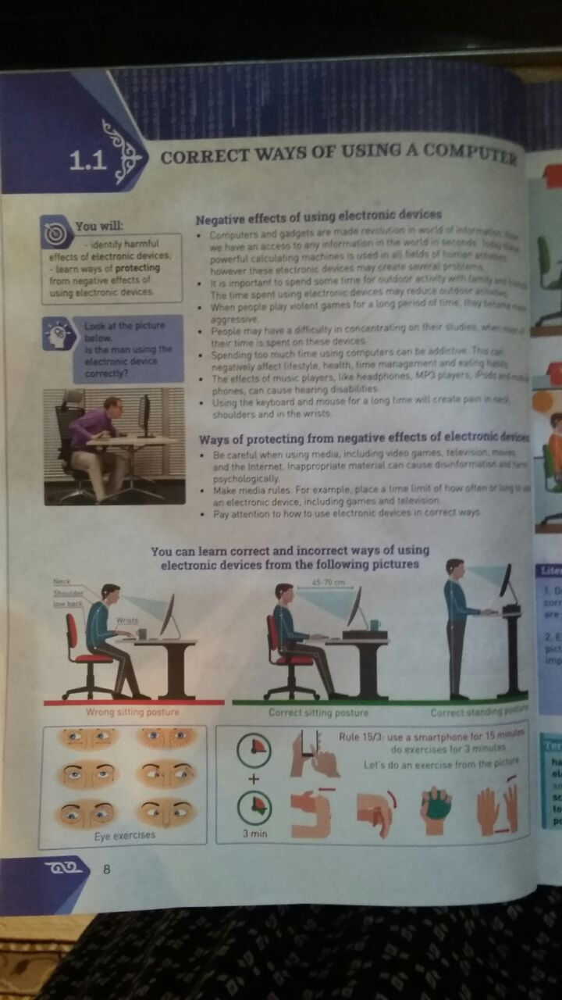 1.1
CORRECT WAYS OF USING A COMPUTER
You will:
- identify harmful
effects of electronic devices;
- learn ways of protecting
from negative effects of
using electronic devices.
Look at the picture
below.
Is the man using the
electronic device
correctly?
Negative effects of using electronic devices
• Computers and gadgets are made revolution in world of information. Now
we have an access to any information in the world in seconds. Today these
powerful calculating machines is used in all fields of human activities,
however these electronic devices may create several problems.
• It is important to spend some time for outdoor activity with family and friends.
The time spent using electronic devices may reduce outdoor activities.
• When people play violent games for a long period of time, they become more
aggressive.
• People may have a difficulty in concentrating on their studies, when most of
their time is spent on these devices.
• Spending too much time using computers can be addictive. This can
negatively affect lifestyle, health, time management and eating habits.
• The effects of music players, like headphones, MP3 players, iPods and mobile
phones, can cause hearing disabilities.
• Using the keyboard and mouse for a long time will create pain in neck,
shoulders and in the wrists.
Ways of protecting from negative effects of electronic devices
• Be careful when using media, including video games, television, movies
and the Internet. Inappropriate material can cause disinformation and harm
psychologically.
• Make media rules. For example, place a time limit of how often or long to use
an electronic device, including games and television.
• Pay attention to how to use electronic devices in correct ways.
You can learn correct and incorrect ways of using
electronic devices from the following pictures
Neck
Shoulder
low back
Wrists
45-70 cm
Wrong sitting posture
Correct sitting posture
Correct standing posture
Eye exercises
+
3 min
Rule 15/3: use a smartphone for 15 minutes
do exercises for 3 minutes
Let's do an exercise from the picture
8
Liter
1. D
corr
are
2. E
pict
imp
Ter
ha
el
sc
to
po